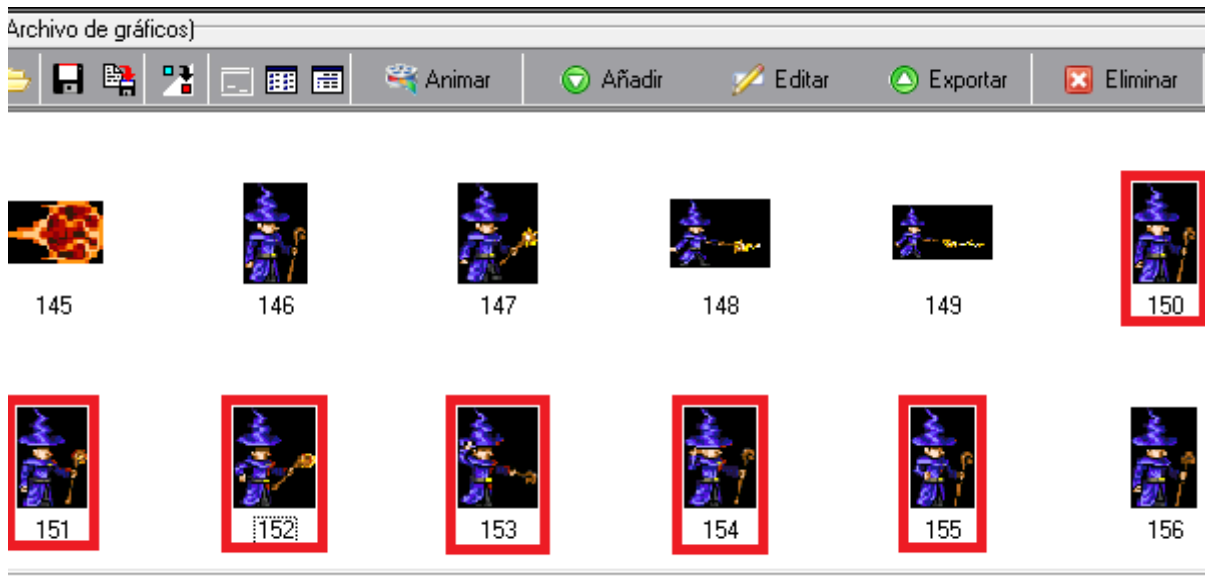 Archivo de gráficos)
Animar Añadir Editar Exportar Eliminar
145 146 147 148 149 150
151 152 153 154 155 156